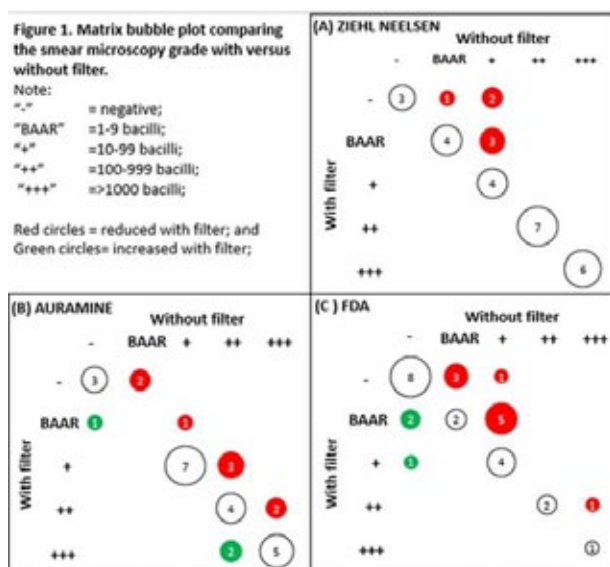 Figure 1. Matrix bubble plot comparing
the smear microscopy grade with versus
without filter.
Note:
"-" = negative;
"BAAR" =1-9 bacilli;
"+" =10-99 bacilli;
"++" =100-999 bacilli;
"+++" =>1000 bacilli;
Red circles = reduced with filter; and
Green circles= increased with filter;
(A) ZIEHL NEELSEN
Without filter
- BAAR + ++ +++
With filter
- 3 1 2
BAAR 4 3
+ 4
++ 7
+++ 6
(B) AURAMINE
Without filter
- BAAR + ++ +++
With filter
- 3 2
BAAR 1 1
+ 7 3
++ 4 2
+++ 2 5
(C ) FDA
Without filter
- BAAR + ++ +++
With filter
- 8 3 1
BAAR 2 2 5
+ 1 4
++ 2 1
+++ 1